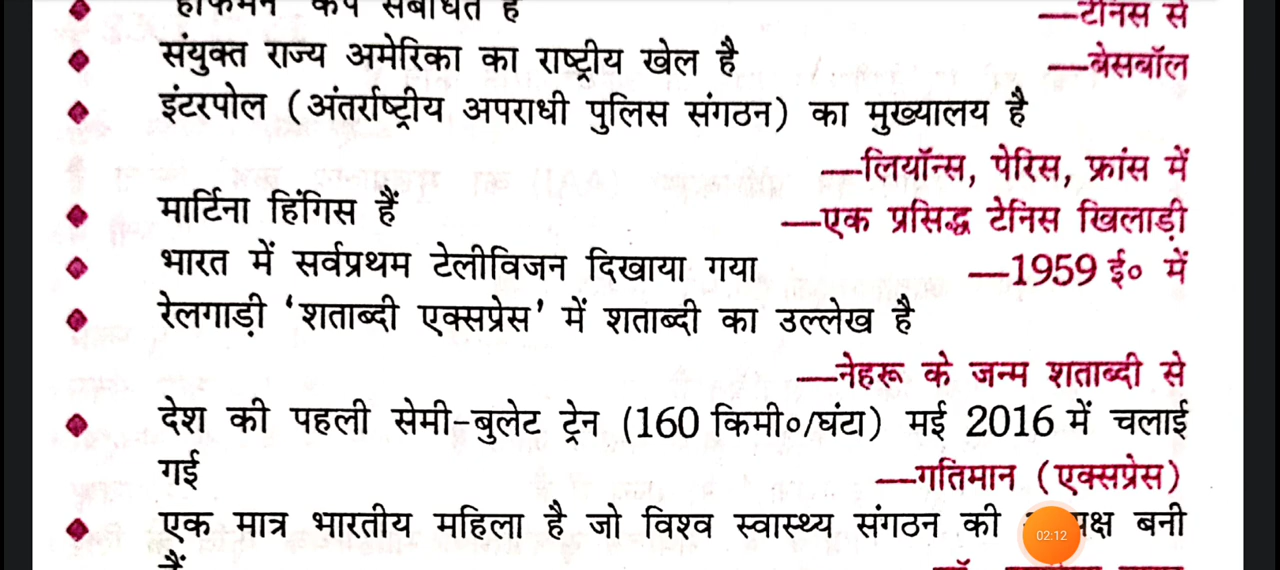 हॉफमैन कप संबंधित है —टेनिस से
संयुक्त राज्य अमेरिका का राष्ट्रीय खेल है —बेसबॉल
इंटरपोल (अंतर्राष्ट्रीय अपराधी पुलिस संगठन) का मुख्यालय है
—लियॉन्स, पेरिस, फ्रांस में
मार्टिना हिंगिस हैं —एक प्रसिद्ध टेनिस खिलाड़ी
भारत में सर्वप्रथम टेलीविजन दिखाया गया —1959 ई० में
रेलगाड़ी ‘शताब्दी एक्सप्रेस’ में शताब्दी का उल्लेख है
—नेहरू के जन्म शताब्दी से
देश की पहली सेमी-बुलेट ट्रेन (160 किमी०/घंटा) मई 2016 में चलाई
गई —गतिमान (एक्सप्रेस)
एक मात्र भारतीय महिला है जो विश्व स्वास्थ्य संगठन की बनी
02:12
हैं